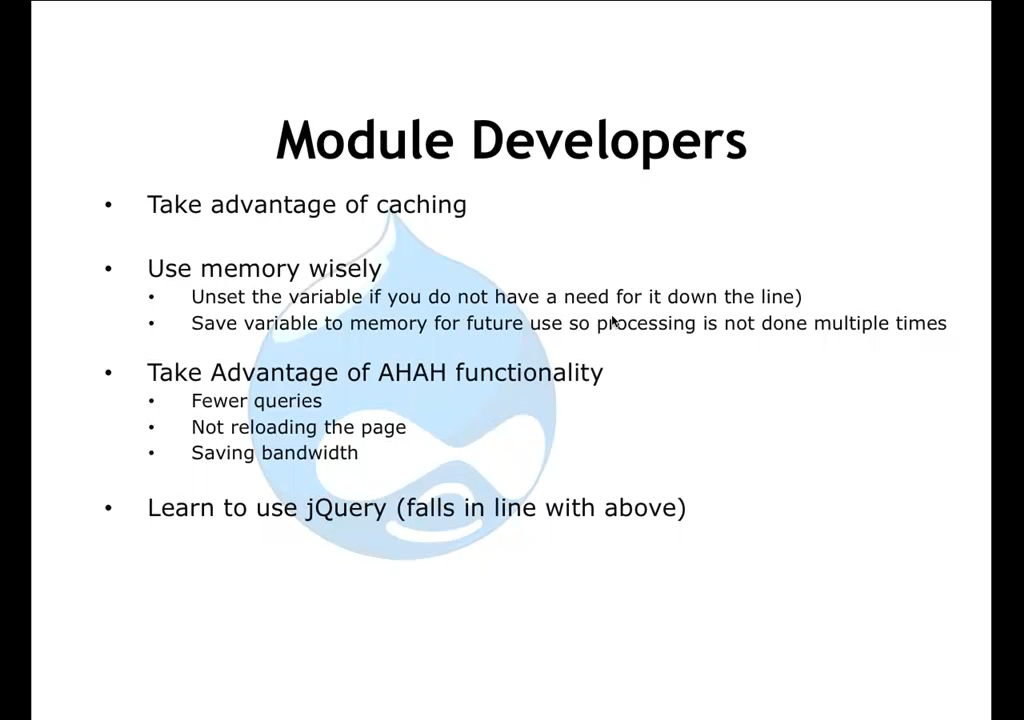 Module Developers
• Take advantage of caching
• Use memory wisely
• Unset the variable if you do not have a need for it down the line)
• Save variable to memory for future use so processing is not done multiple times
• Take Advantage of AHAH functionality
• Fewer queries
• Not reloading the page
• Saving bandwidth
• Learn to use jQuery (falls in line with above)